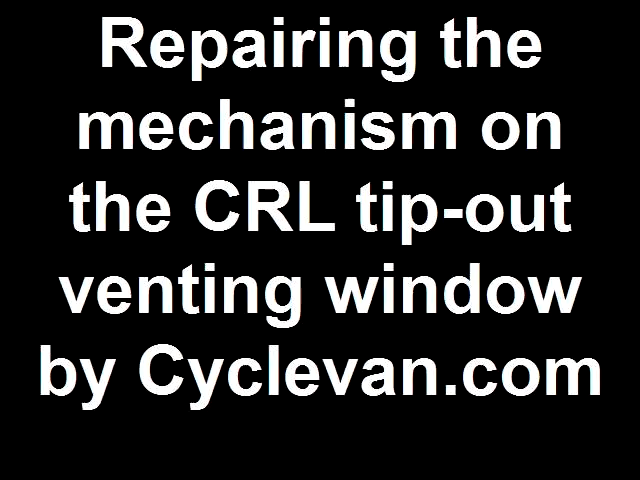 Repairing the
mechanism on
the CRL tip-out
venting window
by Cyclevan.com